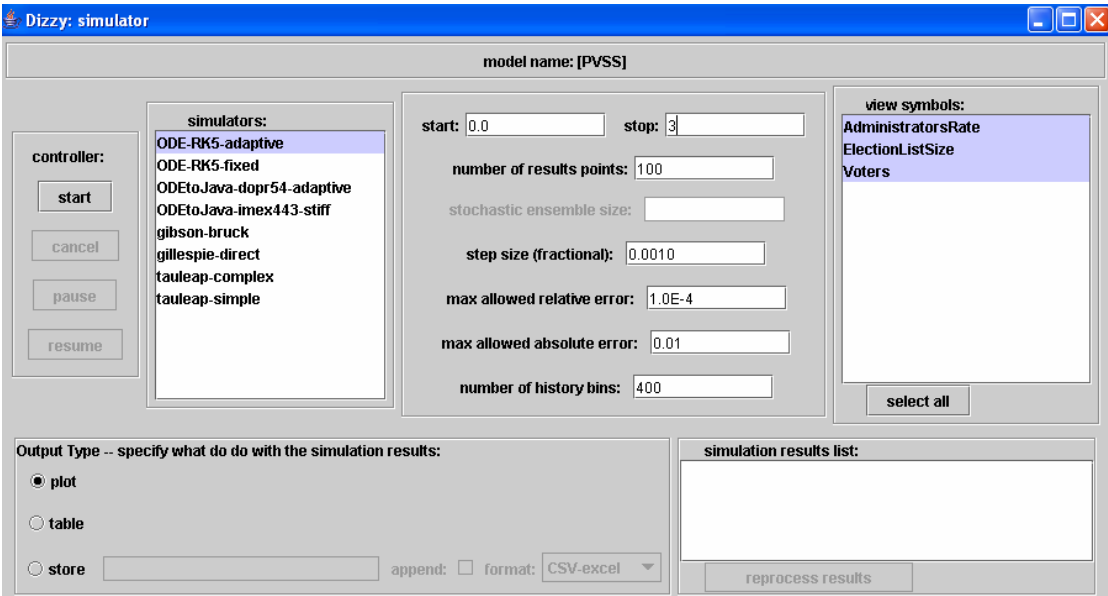 Dizzy: simulator
model name: [PVSS]
controller:
start
cancel
pause
resume
simulators:
ODE-RK5-adaptive
ODE-RK5-fixed
ODEtoJava-dopr54-adaptive
ODEtoJava-imex443-stiff
gibson-bruck
gillespie-direct
tauleap-complex
tauleap-simple
start: 0.0 stop: 3
number of results points: 100
stochastic ensemble size:
step size (fractional): 0.0010
max allowed relative error: 1.0E-4
max allowed absolute error: 0.01
number of history bins: 400
view symbols:
AdministratorsRate
ElectionListSize
Voters
select all
Output Type -- specify what do do with the simulation results:
plot
table
store append: format: CSV-excel
simulation results list:
reprocess results